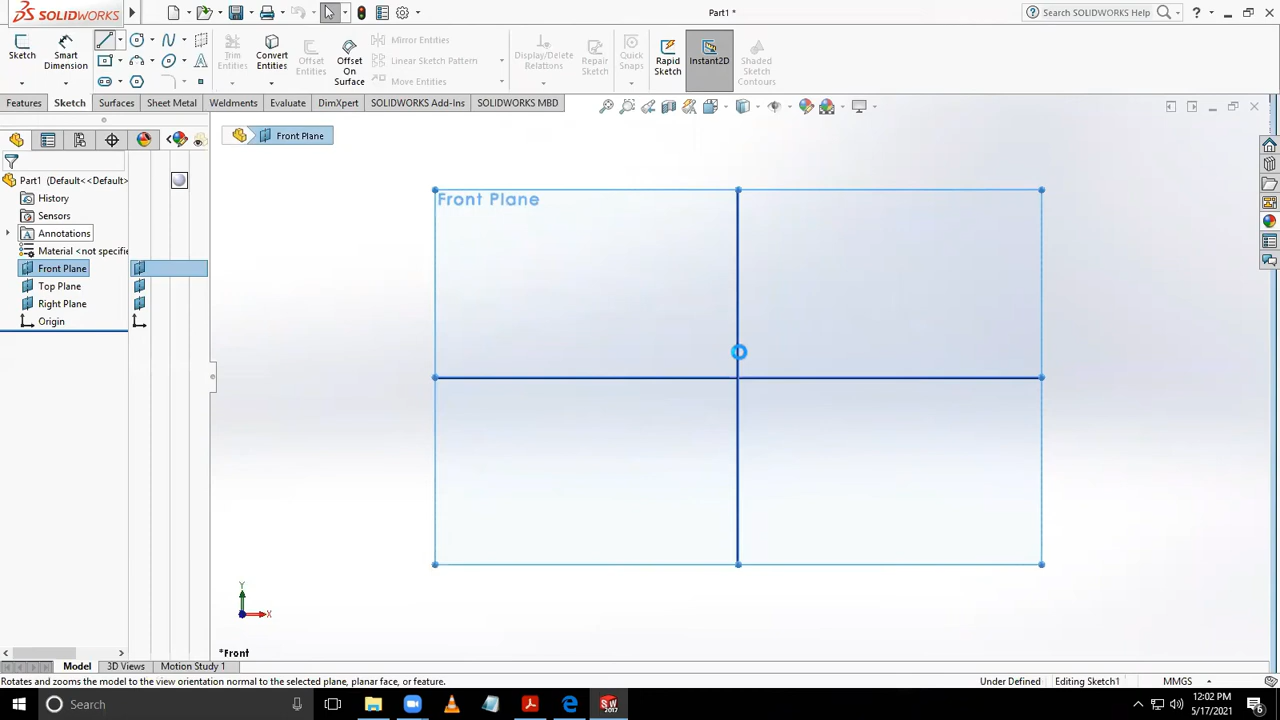 SOLIDWORKS
Part1 *
Search SOLIDWORKS Help
Sketch
Smart
Dimension
Trim
Entities
Convert
Entities
Offset
Entities
Offset
On
Surface
Mirror Entities
Linear Sketch Pattern
Move Entities
Display/Delete
Relations
Repair
Sketch
Quick
Snaps
Rapid
Sketch
Instant2D
Shaded
Sketch
Contours
Features
Sketch
Surfaces
Sheet Metal
Weldments
Evaluate
DimXpert
SOLIDWORKS Add-Ins
SOLIDWORKS MBD
Front Plane
Part1 (Default<<Default>
History
Sensors
Annotations
Material <not specifie
Front Plane
Top Plane
Right Plane
Origin
Front Plane
Y
X
*Front
Model
3D Views
Motion Study 1
Rotates and zooms the model to the view orientation normal to the selected plane, planar face, or feature.
Under Defined
Editing Sketch1
MMGS
Search
SW
2017
12:02 PM
5/17/2021
6